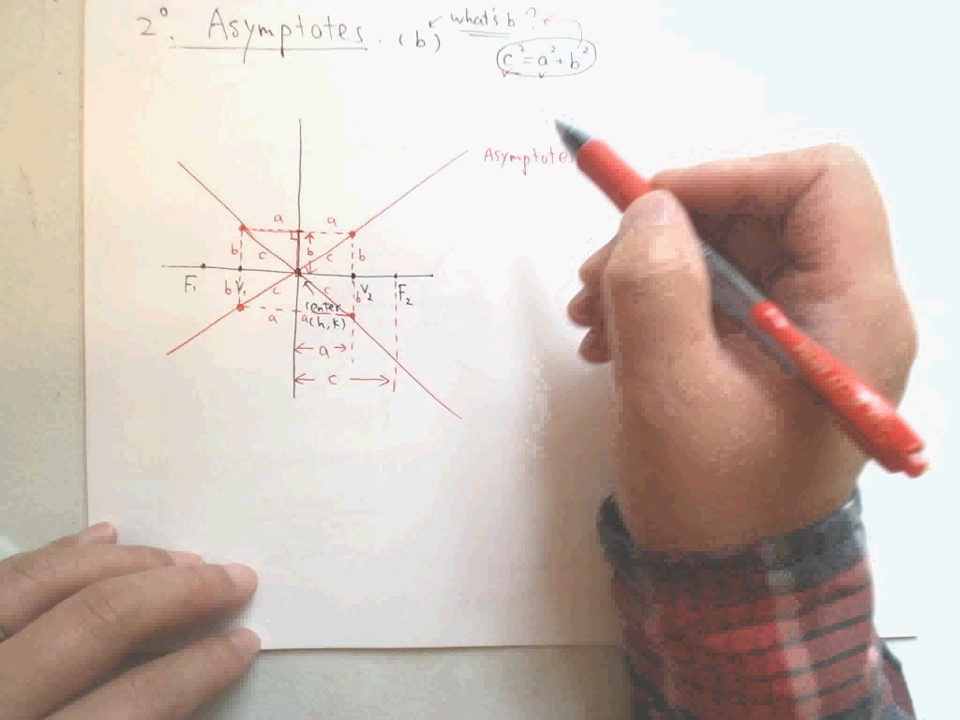 2°. Asymptotes. (b) what's b?
c² = a² + b²
Asymptotes
a a
b c b c b
F₁ V₁ V₂ F₂
b c c b
center
a a (h, k)
a
c